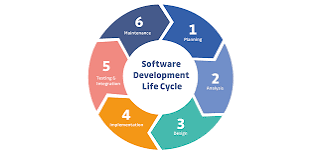 Software
Development
Life Cycle
1
Planning
2
Analysis
3
Design
4
Implementation
5
Testing &
Integration
6
Maintenance